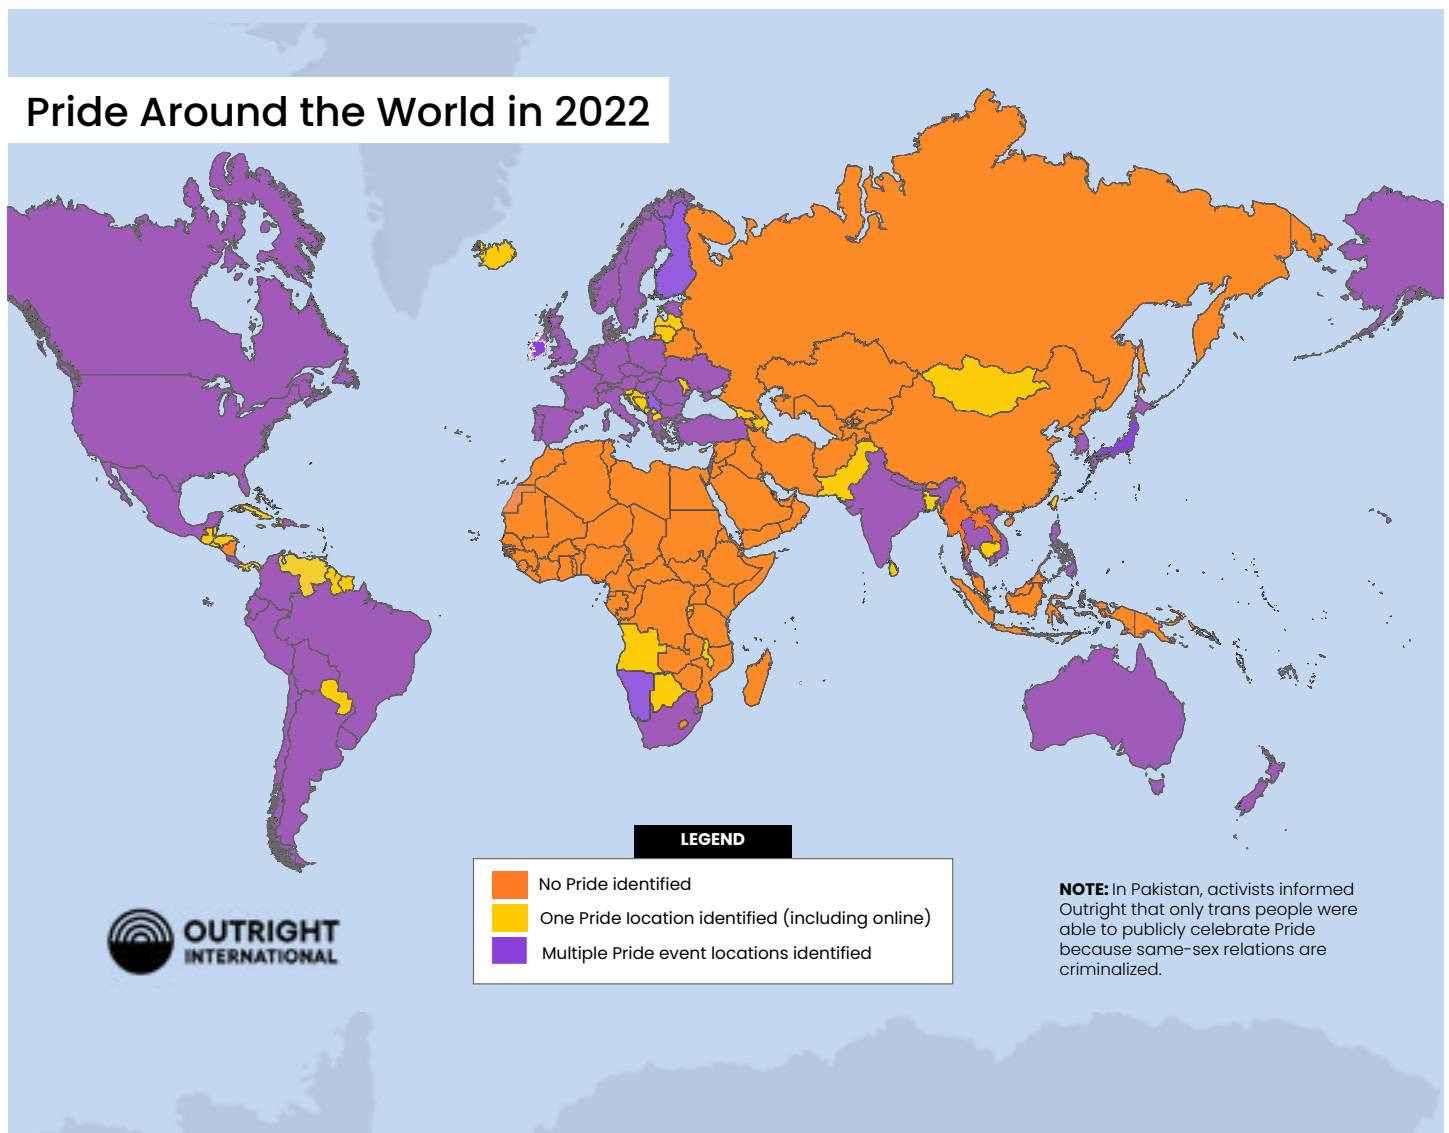 Pride Around the World in 2022
LEGEND
No Pride identified
One Pride location identified (including online)
Multiple Pride event locations identified
OUTRIGHT
INTERNATIONAL
NOTE: In Pakistan, activists informed
Outright that only trans people were
able to publicly celebrate Pride
because same-sex relations are
criminalized.